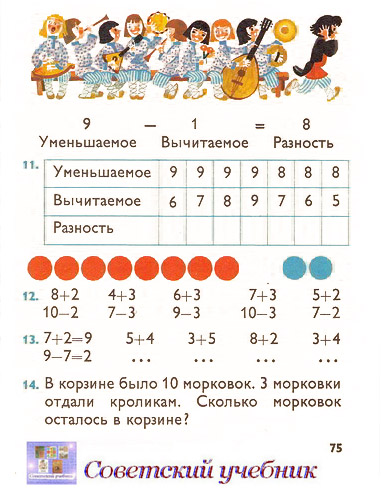 9 – 1 = 8
Уменьшаемое Вычитаемое Разность
11. Уменьшаемое 9 9 9 9 8 8 8
Вычитаемое 6 7 8 9 7 6 5
Разность
12. 8+2 4+3 6+3 7+3 5+2
10–2 7–3 9–3 10–3 7–2
13. 7+2=9 5+4 3+5 8+2 3+4
9–7=2 ... ... ... ...
14. В корзине было 10 морковок. 3 морковки
отдали кроликам. Сколько морковок
осталось в корзине?
75
Советский учебник